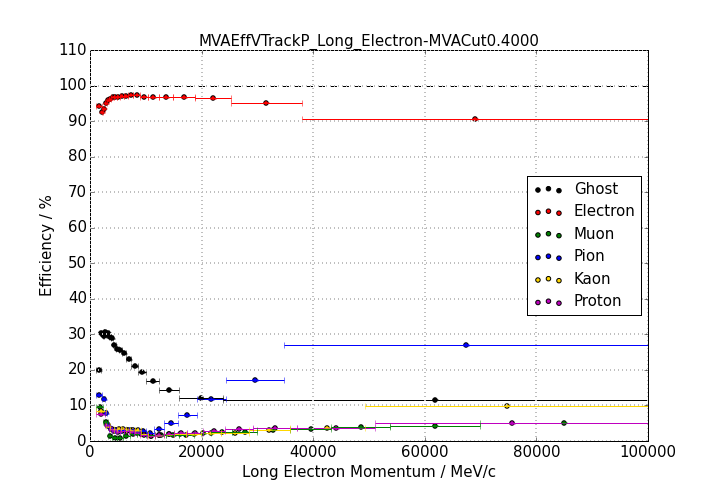 MVAEffVTrackP_Long_Electron-MVACut0.4000
110
100
90
80
70
60
50
40
30
20
10
0
Efficiency / %
Ghost
Electron
Muon
Pion
Kaon
Proton
0 20000 40000 60000 80000 100000
Long Electron Momentum / MeV/c